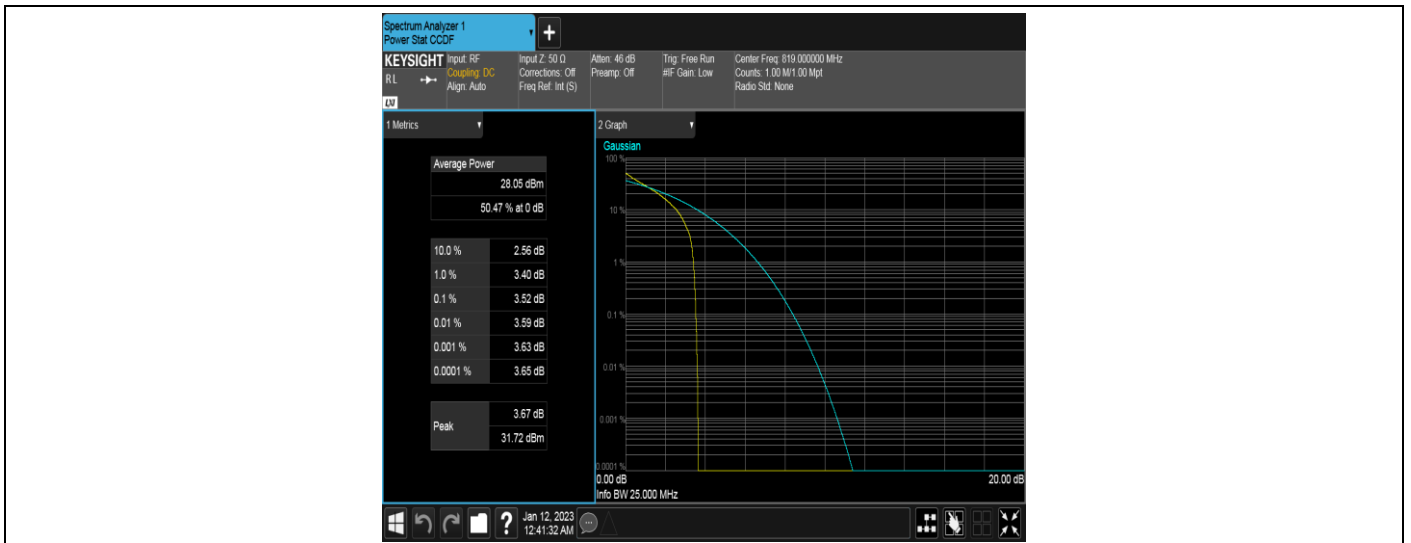 Spectrum Analyzer 1
Power Stat CCDF
KEYSIGHT
RL
LXI
Input: RF
Coupling: DC
Align: Auto
Input Z: 50 Ω
Corrections: Off
Freq Ref: Int (S)
Atten: 46 dB
Preamp: Off
Trig: Free Run
#IF Gain: Low
Center Freq: 819.000000 MHz
Counts: 1.00 M/1.00 Mpt
Radio Std: None
1 Metrics
Average Power
28.05 dBm
50.47 % at 0 dB
10.0 % 2.56 dB
1.0 % 3.40 dB
0.1 % 3.52 dB
0.01 % 3.59 dB
0.001 % 3.63 dB
0.0001 % 3.65 dB
Peak
3.67 dB
31.72 dBm
2 Graph
Gaussian
100 %
10 %
1 %
0.1 %
0.01 %
0.001 %
0.0001 %
0.00 dB 20.00 dB
Info BW 25.000 MHz
?
Jan 12, 2023
12:41:32 AM